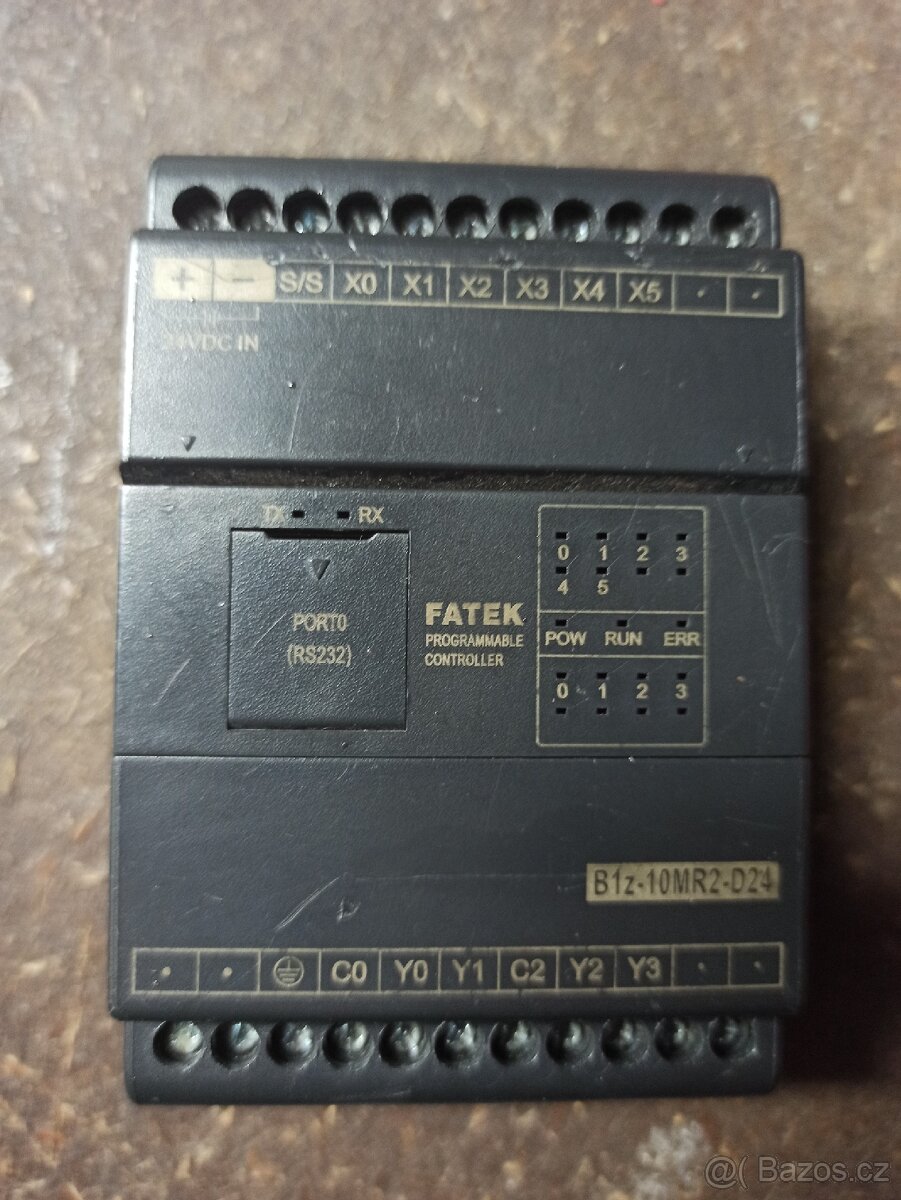 + − S/S X0 X1 X2 X3 X4 X5 · ·
24VDC IN
TX RX
PORT0
(RS232)
FATEK
PROGRAMMABLE
CONTROLLER
0 1 2 3
4 5
POW RUN ERR
0 1 2 3
B1z-10MR2-D24
· · C0 Y0 Y1 C2 Y2 Y3 · ·
@( Bazos.cz